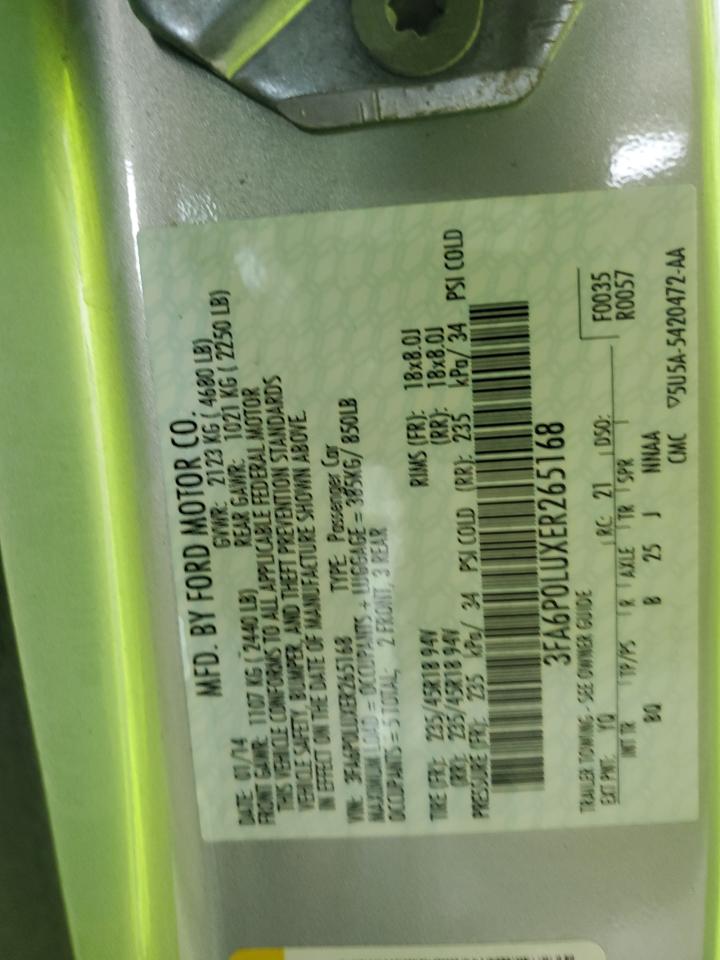 MFD. BY FORD MOTOR CO.
DATE: 01/14 GVWR: 2123 KG ( 4680 LB)
FRONT GAWR: 1107 KG ( 2440 LB) REAR GAWR: 1021 KG ( 2250 LB)
THIS VEHICLE CONFORMS TO ALL APPLICABLE FEDERAL MOTOR
VEHICLE SAFETY, BUMPER, AND THEFT PREVENTION STANDARDS
IN EFFECT ON THE DATE OF MANUFACTURE SHOWN ABOVE.
VIN: 3FA6P0LUXER265168 TYPE: Passenger Car
MAXIMUM LOAD = OCCUPANTS + LUGGAGE = 385KG/ 850LB
OCCUPANTS = 5 TOTAL, 2 FRONT, 3 REAR
TIRE (FR): 235/45R18 94V RIMS (FR): 18x8.0J
(RR): 235/45R18 94V (RR): 18x8.0J
PRESSURE (FR): 235 kPa/ 34 PSI COLD (RR): 235 kPa/ 34 PSI COLD
3FA6P0LUXER265168
TRAILER TOWING - SEE OWNER GUIDE
F0035
R0057
EXT PNT: YQ RC: 21 DSO:
INT TR TP/PS R AXLE TR SPR
BQ B 25 J NNAA
CMC ▽5U5A-5420472-AA